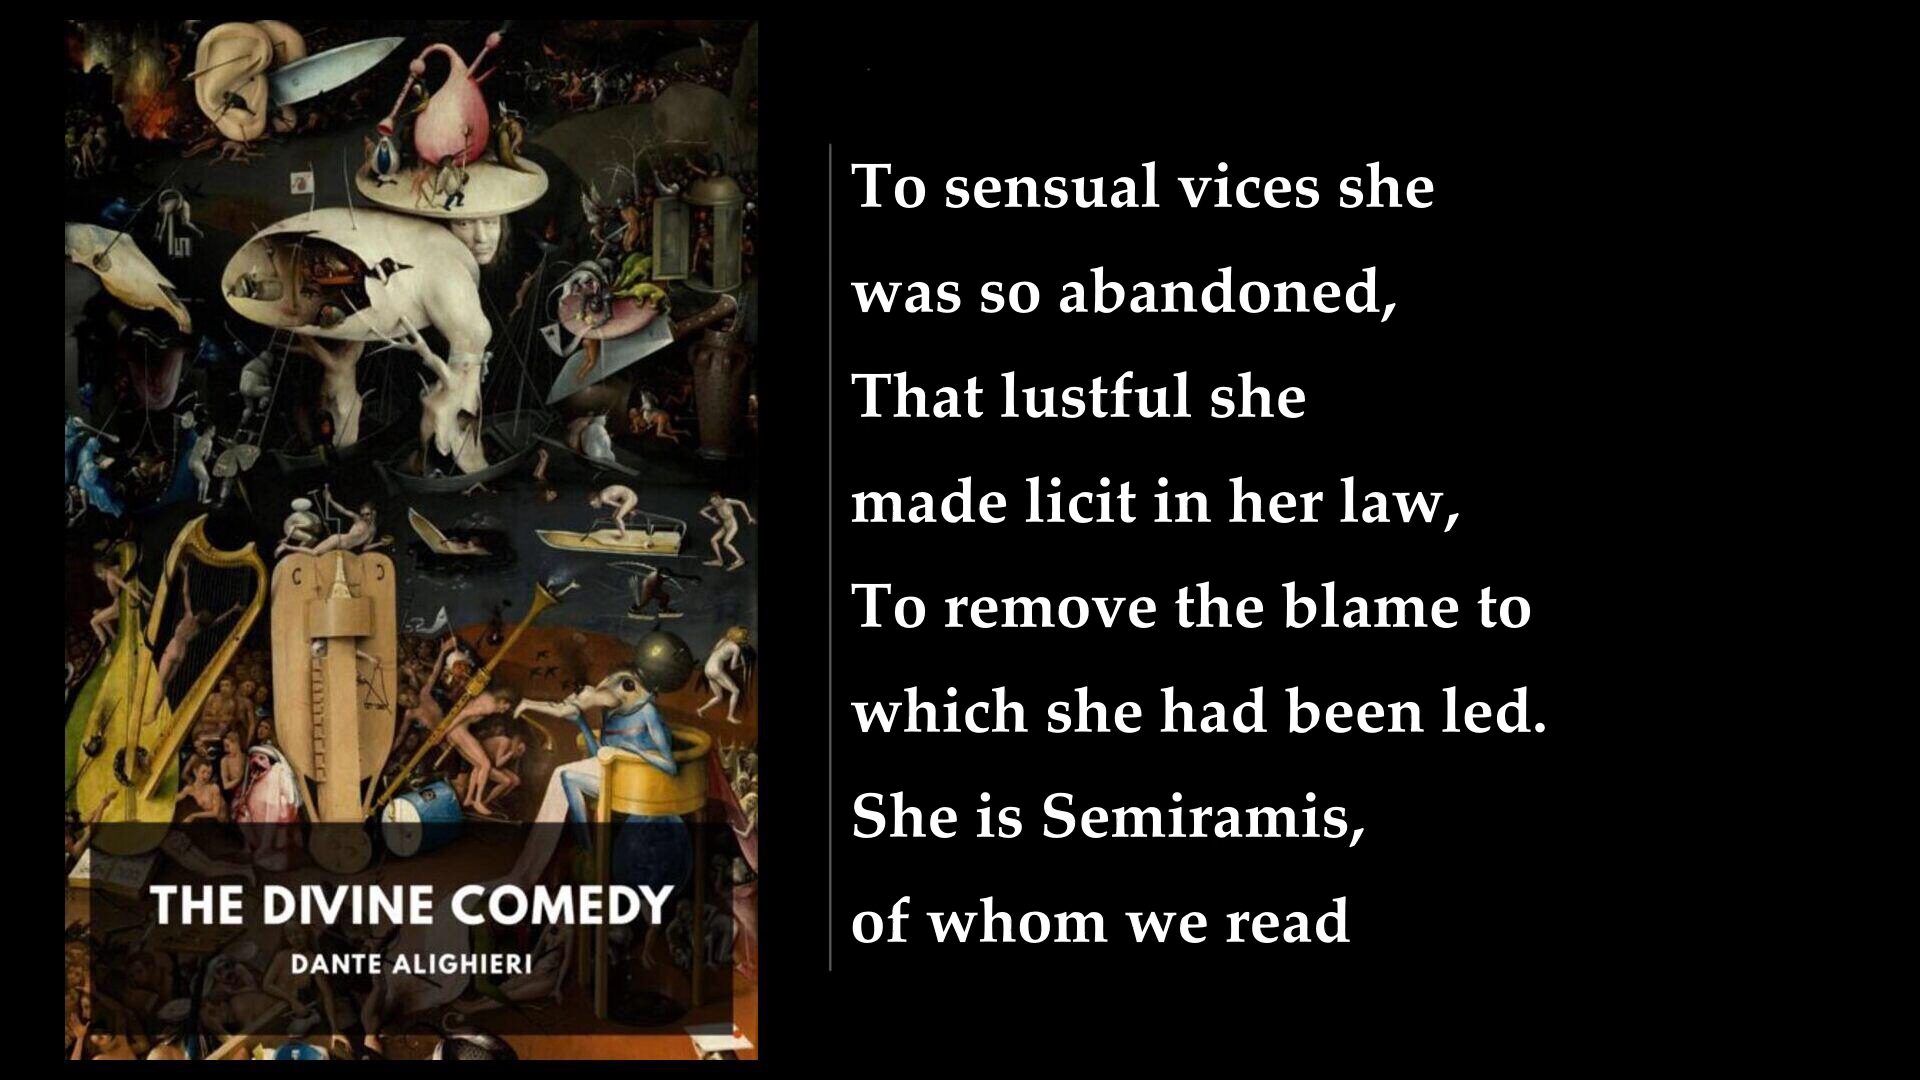 THE DIVINE COMEDY
DANTE ALIGHIERI
To sensual vices she
was so abandoned,
That lustful she
made licit in her law,
To remove the blame to
which she had been led.
She is Semiramis,
of whom we read